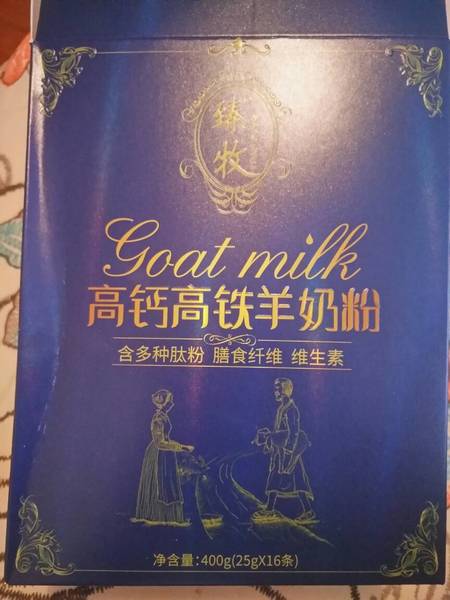 臻
牧
Goat milk
高钙高铁羊奶粉
含多种肽粉 膳食纤维 维生素
净含量:400g(25gX16条)